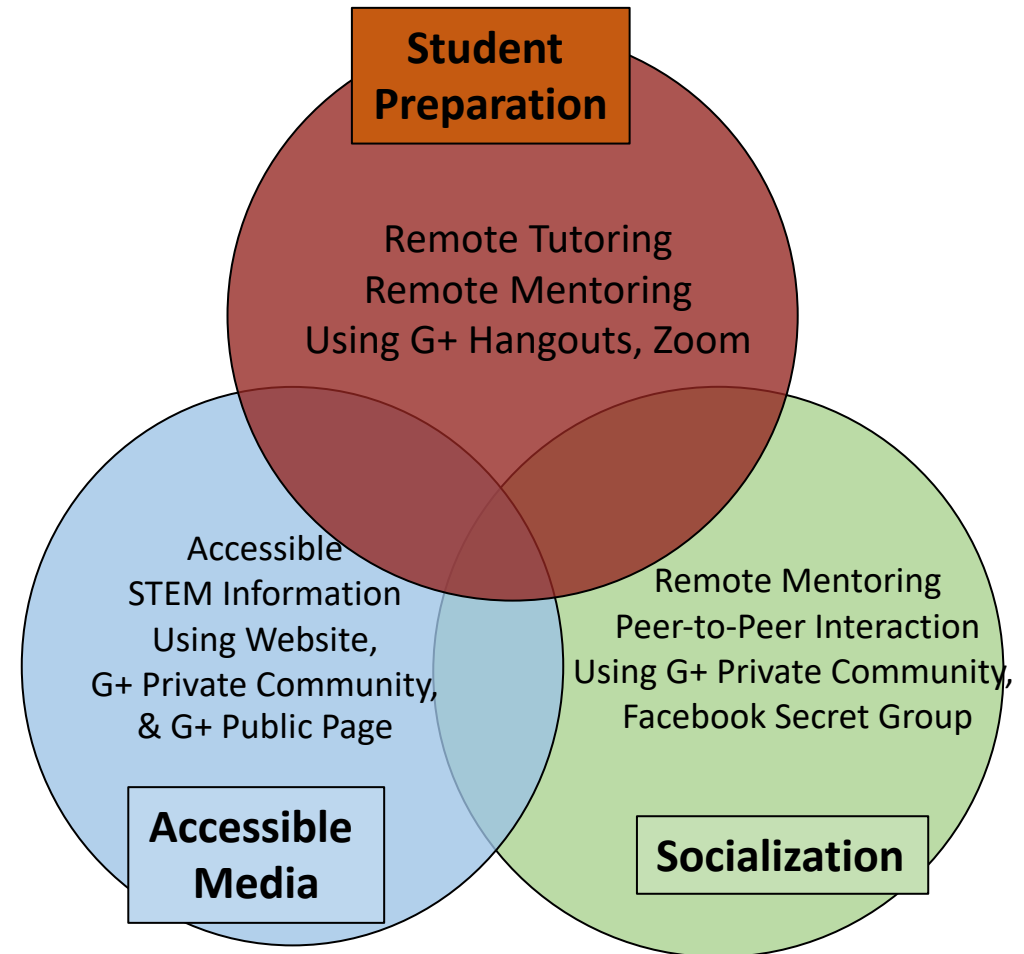 Student
Preparation
Remote Tutoring
Remote Mentoring
Using G+ Hangouts, Zoom
Accessible
STEM Information
Using Website,
G+ Private Community,
& G+ Public Page
Accessible
Media
Remote Mentoring
Peer-to-Peer Interaction
Using G+ Private Community,
Facebook Secret Group
Socialization